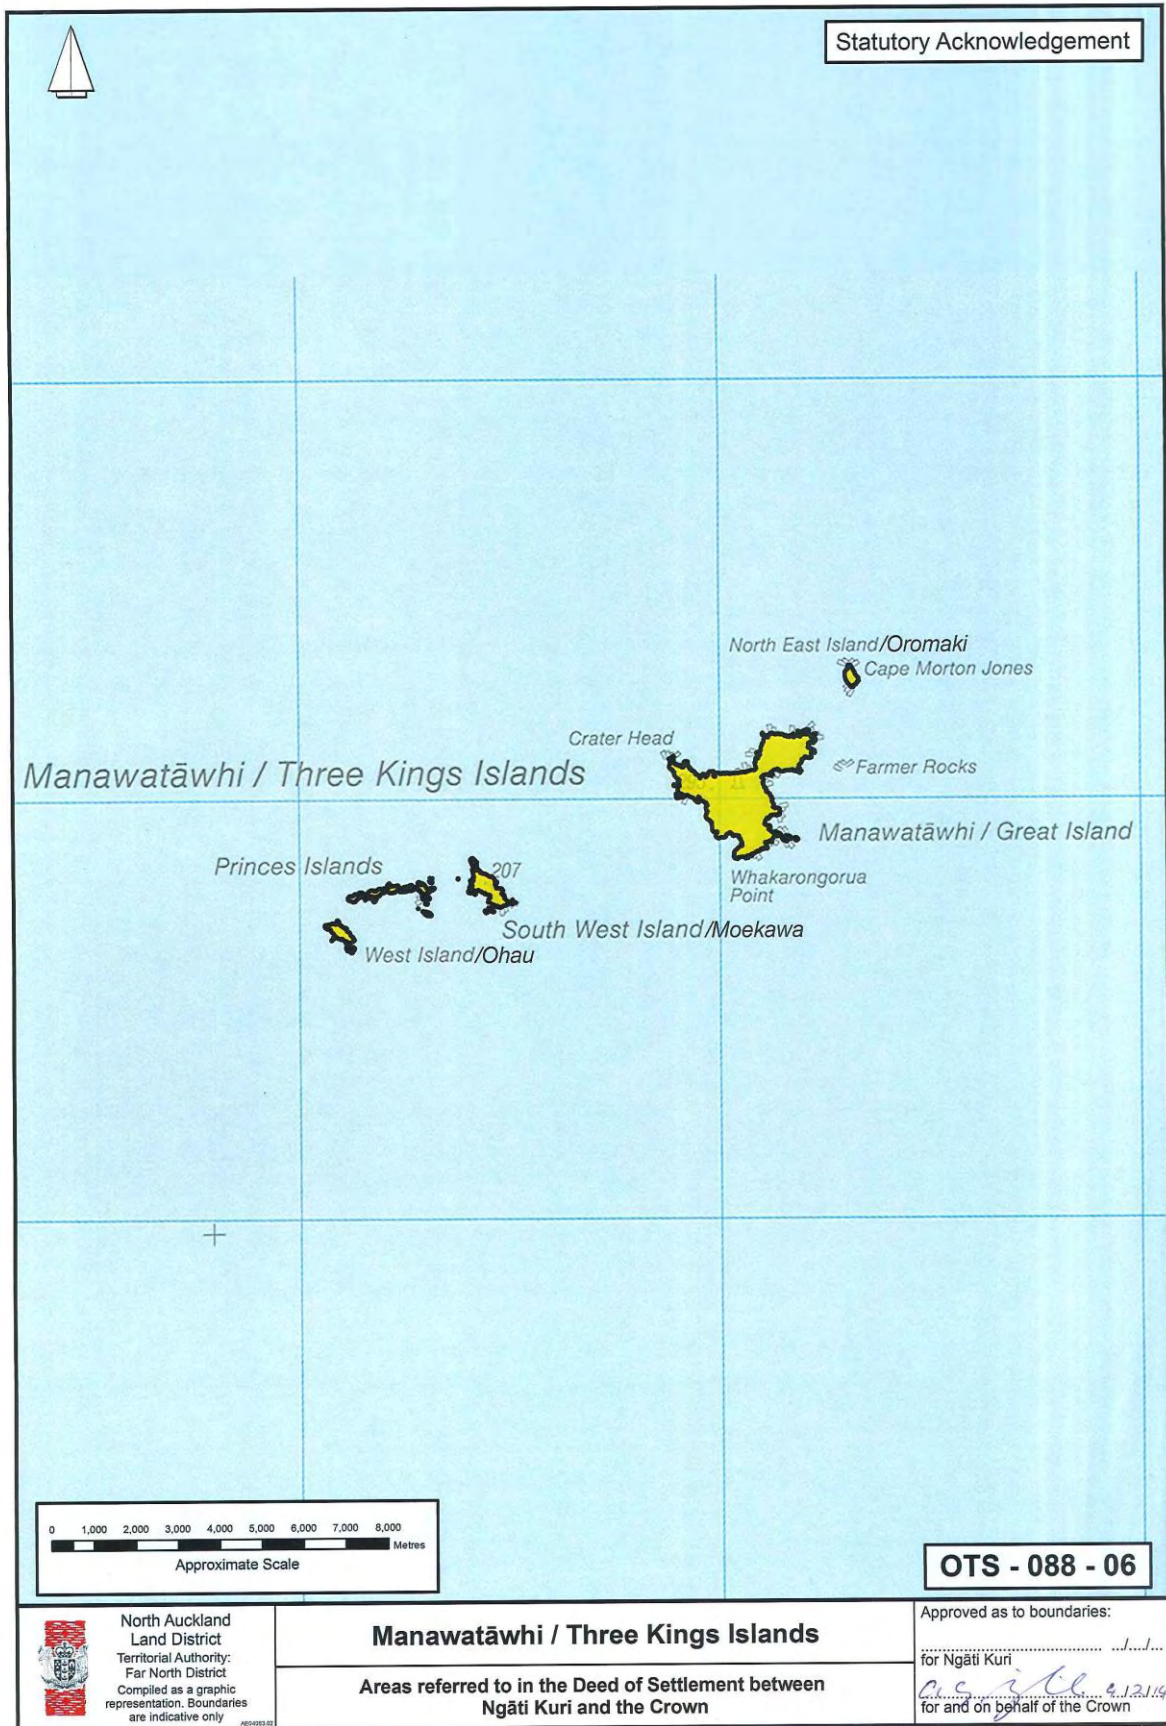 Statutory Acknowledgement
North East Island/Oromaki
Cape Morton Jones
Crater Head
Manawatāwhi / Three Kings Islands
Farmer Rocks
Manawatāwhi / Great Island
Princes Islands
207
Whakarongorua
Point
South West Island/Moekawa
West Island/Ohau
0 1,000 2,000 3,000 4,000 5,000 6,000 7,000 8,000
Metres
Approximate Scale
OTS - 088 - 06
North Auckland
Land District
Territorial Authority:
Far North District
Compiled as a graphic
representation. Boundaries
are indicative only
Manawatāwhi / Three Kings Islands
Areas referred to in the Deed of Settlement between
Ngāti Kuri and the Crown
Approved as to boundaries:
for Ngāti Kuri
for and on behalf of the Crown